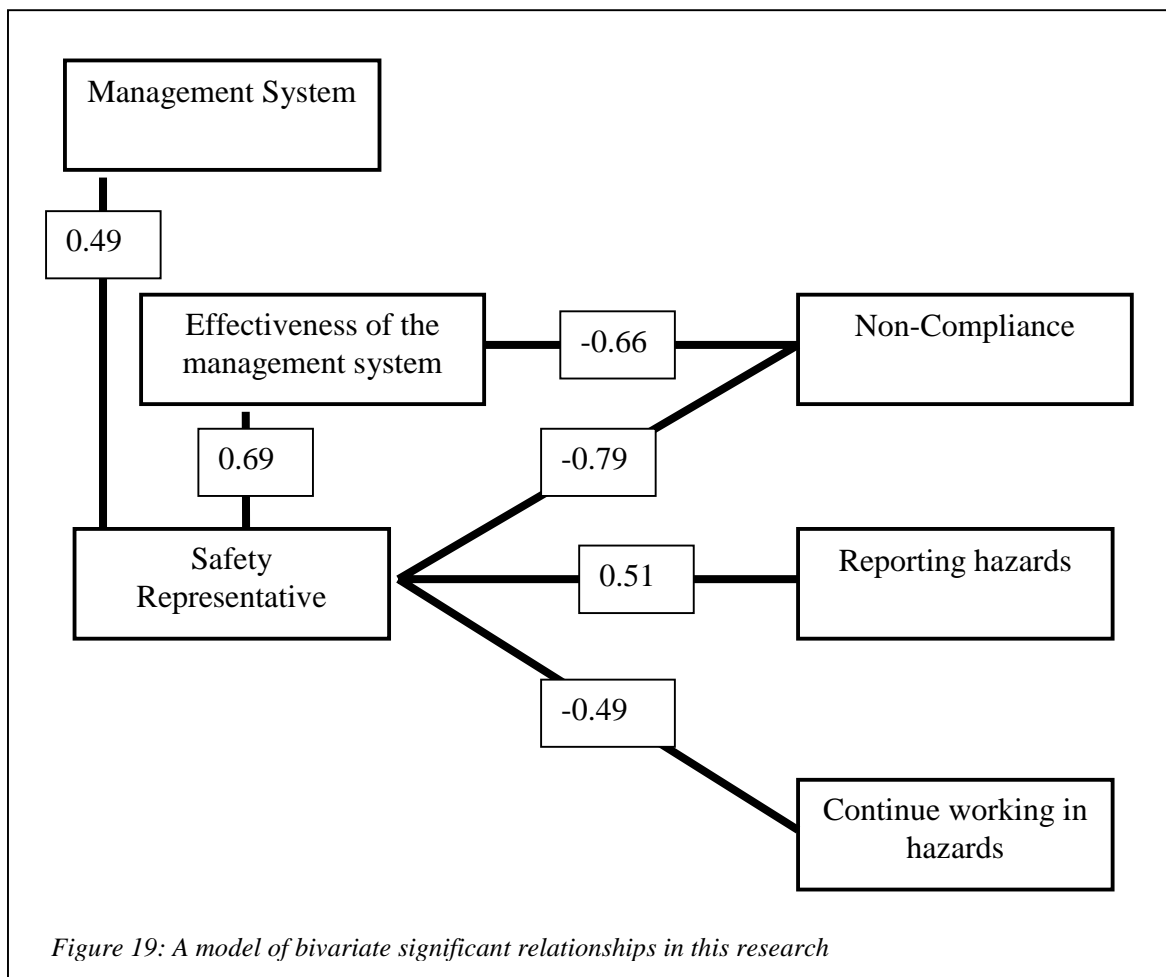 Management System
0.49
Effectiveness of the
management system
-0.66
Non-Compliance
0.69
-0.79
Safety
Representative
0.51
Reporting hazards
-0.49
Continue working in
hazards
Figure 19: A model of bivariate significant relationships in this research